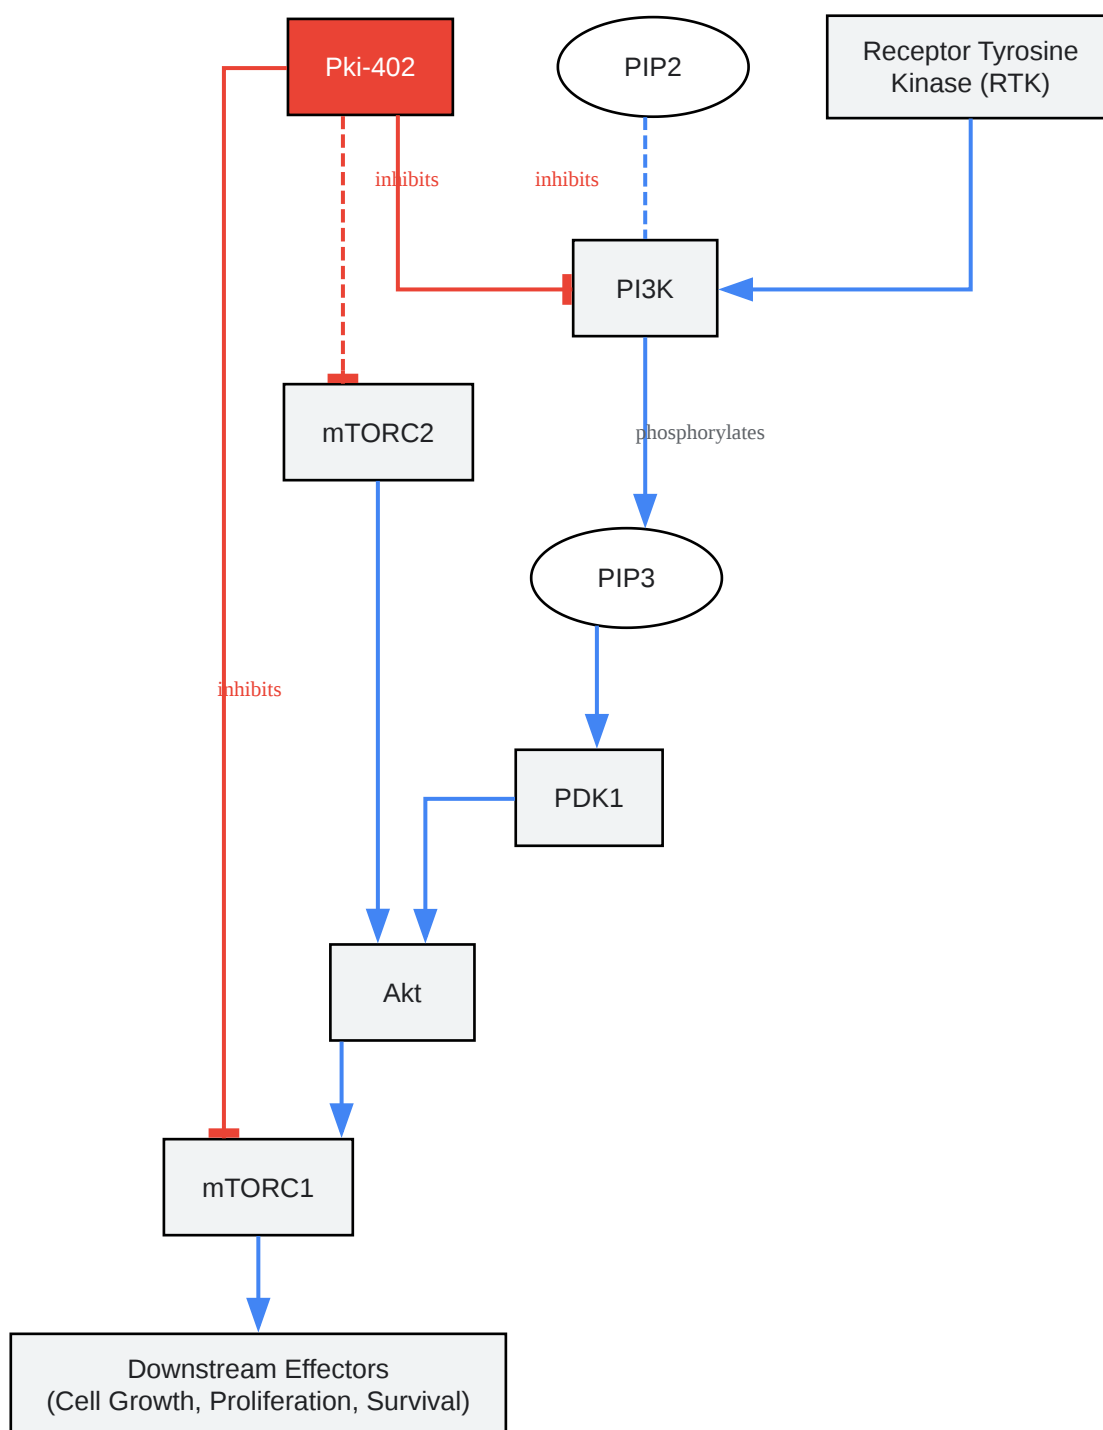 Pki-402
PIP2
Receptor Tyrosine
Kinase (RTK)
inhibits
inhibits
PI3K
mTORC2
phosphorylates
PIP3
inhibits
PDK1
Akt
mTORC1
Downstream Effectors
(Cell Growth, Proliferation, Survival)